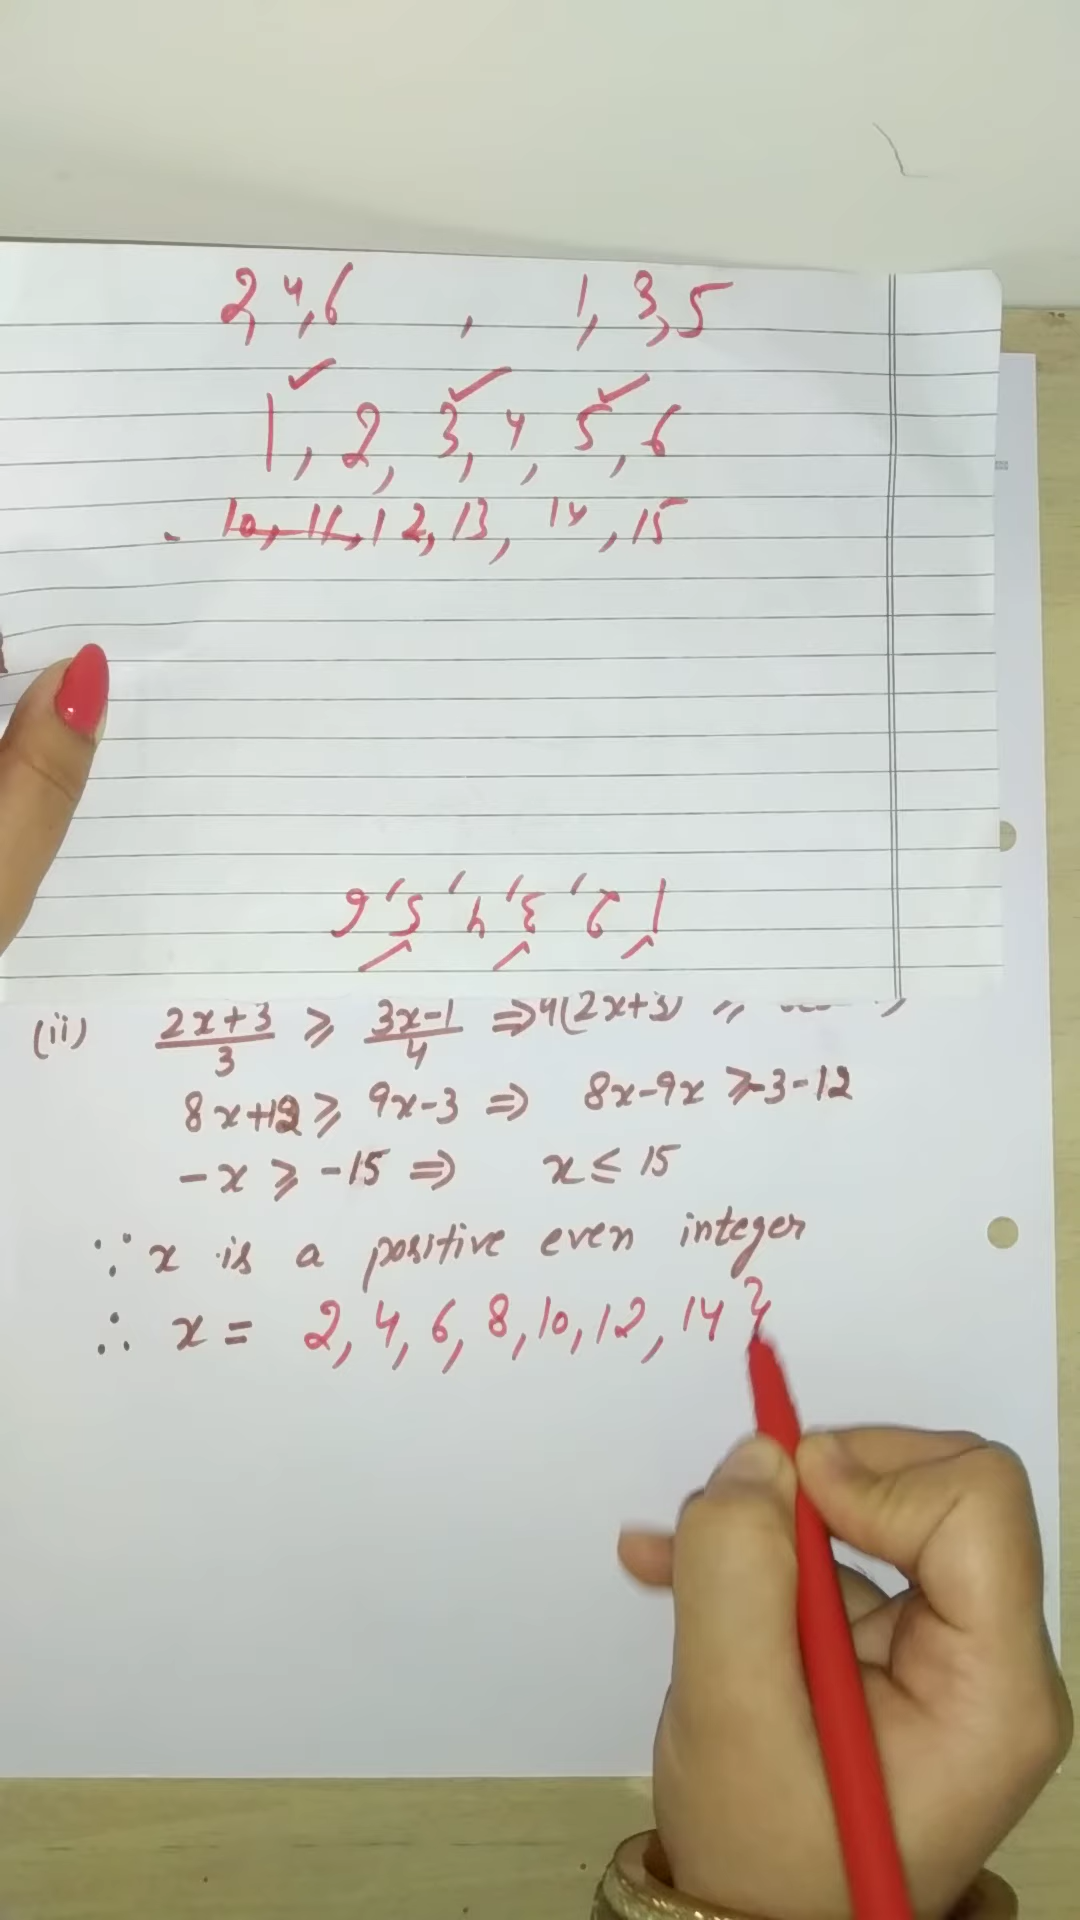 2, 4, 6 , 1, 3, 5
1, 2, 3, 4, 5, 6
10, 11, 12, 13, 14, 15
1, 2, 3, 4, 5, 6
(ii) 2x+3/3 ⩾ 3x-1/4 ⇒ 4(2x+3)
8x+12 ⩾ 9x-3 ⇒ 8x-9x ⩾ -3-12
-x ⩾ -15 ⇒ x ≤ 15
∵ x is a positive even integer
∴ x = 2, 4, 6, 8, 10, 12, 14 }